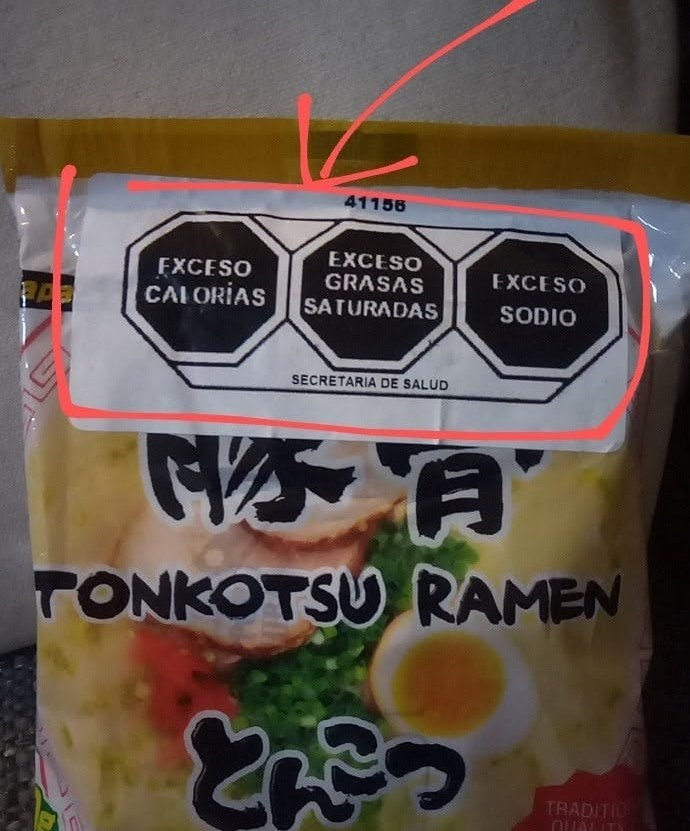 41156
EXCESO
CALORÍAS
EXCESO
GRASAS
SATURADAS
EXCESO
SODIO
SECRETARIA DE SALUD
豚骨
TONKOTSU RAMEN
とんこつ